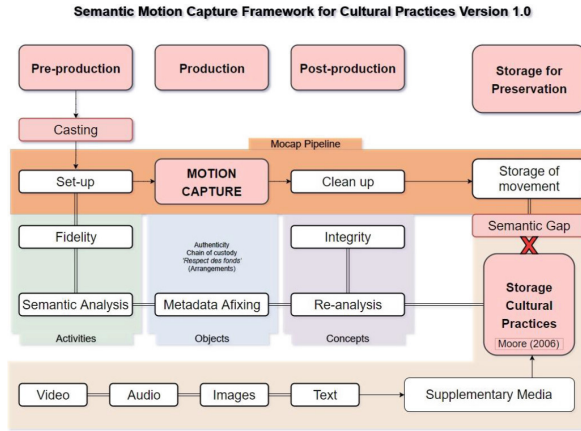 Semantic Motion Capture Framework for Cultural Practices Version 1.0
Pre-production
Production
Post-production
Storage for
Preservation
Casting
Mocap Pipeline
Set-up
MOTION
CAPTURE
Clean up
Storage of
movement
Fidelity
Authenticity
Chain of custody
'Respect des fonds'
(Arrangements)
Integrity
Semantic Gap
Semantic Analysis
Metadata Afixing
Re-analysis
Storage
Cultural
Practices
Moore (2006)
Activities
Objects
Concepts
Video
Audio
Images
Text
Supplementary Media